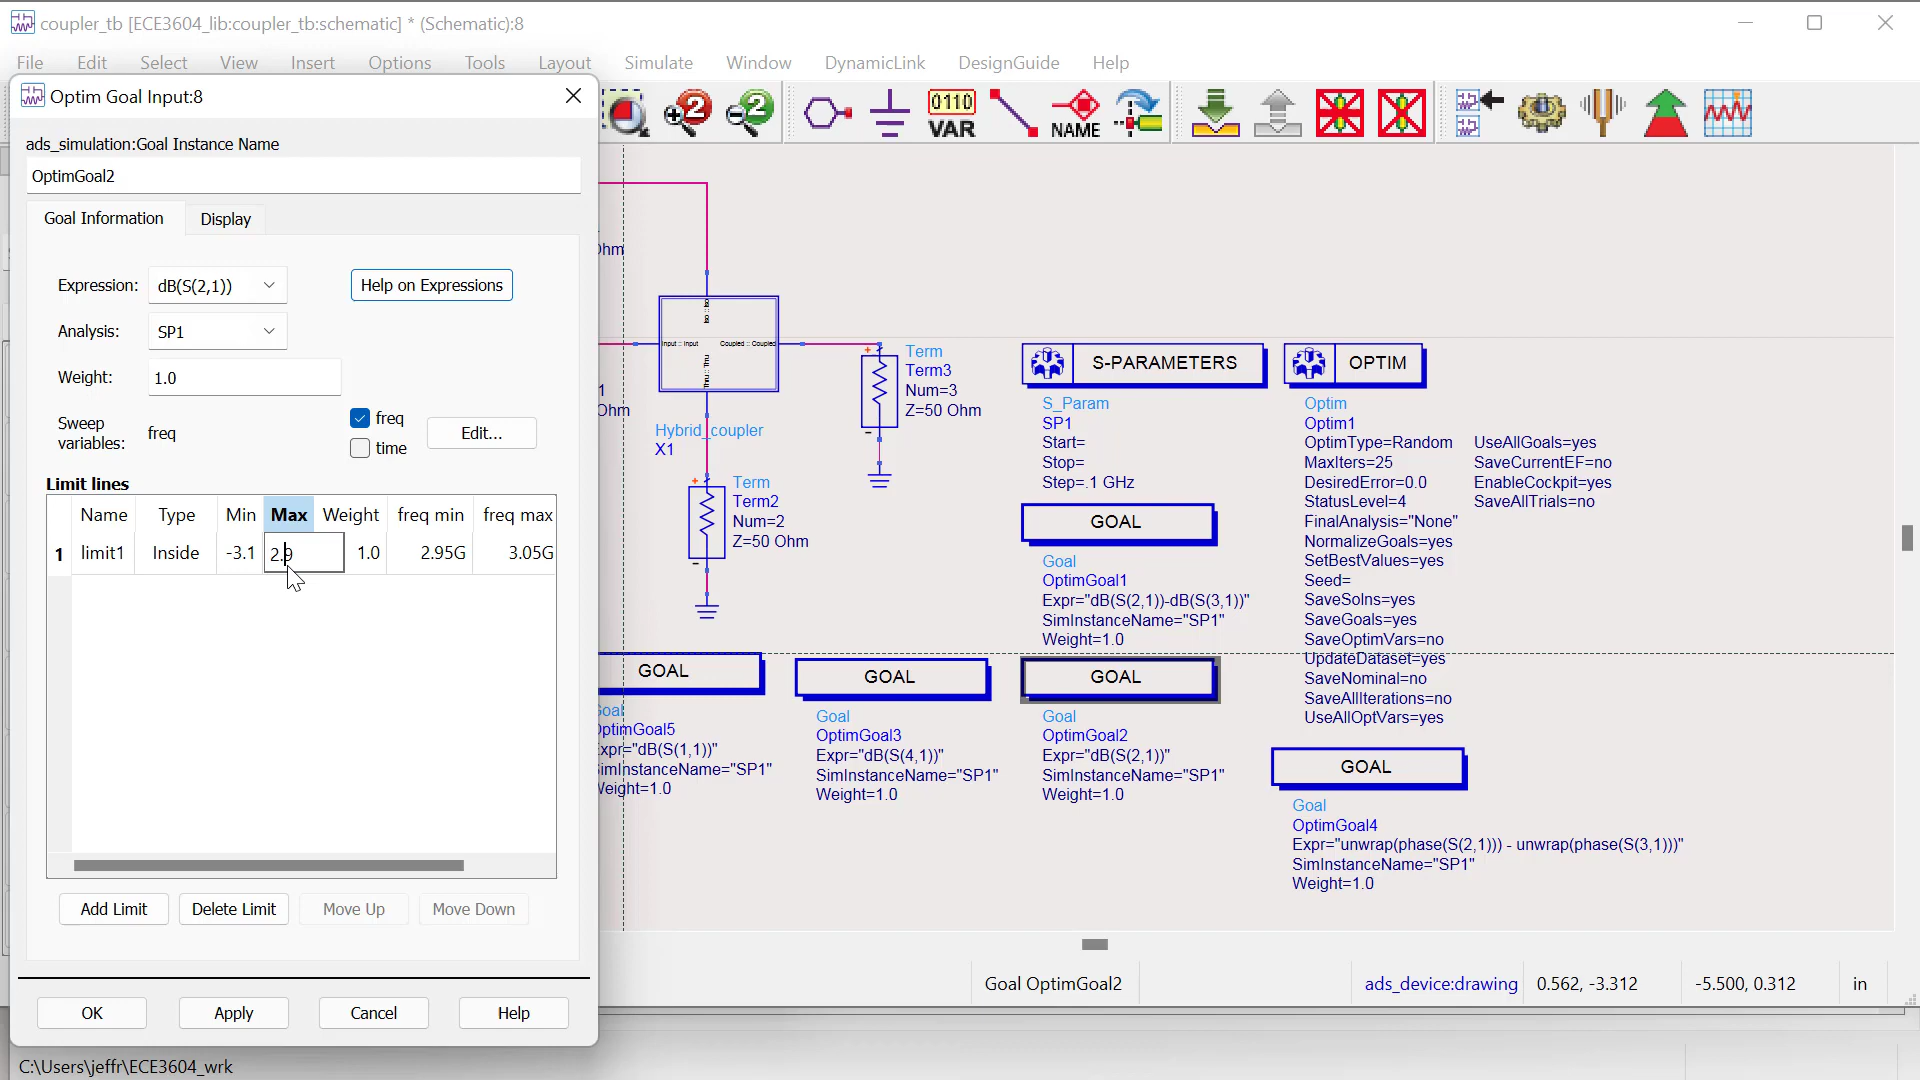 coupler_tb [ECE3604_lib:coupler_tb:schematic] * (Schematic):8
File Edit Select View Insert Options Tools Layout Simulate Window DynamicLink DesignGuide Help
Optim Goal Input:8
ads_simulation:Goal Instance Name
OptimGoal2
Goal Information
Display
Expression: dB(S(2,1))
Help on Expressions
Analysis: SP1
Weight: 1.0
Sweep variables: freq
freq
time
Edit...
Limit lines
Name Type Min Max Weight freq min freq max
1 limit1 Inside -3.1 2.9 1.0 2.95G 3.05G
Add Limit Delete Limit Move Up Move Down
OK Apply Cancel Help
C:\Users\jeffr\ECE3604_wrk
2
2
0110
VAR
NAME
Input :: Input
Coupled :: Coupled
Iso :: Iso
Thru :: Thru
Hybrid_coupler
X1
Term
Term3
Num=3
Z=50 Ohm
Term
Term2
Num=2
Z=50 Ohm
S-PARAMETERS
S_Param
SP1
Start=
Stop=
Step=.1 GHz
OPTIM
Optim
Optim1
OptimType=Random
MaxIters=25
DesiredError=0.0
StatusLevel=4
FinalAnalysis="None"
NormalizeGoals=yes
SetBestValues=yes
Seed=
SaveSolns=yes
SaveGoals=yes
SaveOptimVars=no
UpdateDataset=yes
SaveNominal=no
SaveAllIterations=no
UseAllOptVars=yes
UseAllGoals=yes
SaveCurrentEF=no
EnableCockpit=yes
SaveAllTrials=no
GOAL
Goal
OptimGoal1
Expr="dB(S(2,1))-dB(S(3,1))"
SimInstanceName="SP1"
Weight=1.0
GOAL
"dB(S(1,1))"
GOAL
Goal
OptimGoal3
Expr="dB(S(4,1))"
SimInstanceName="SP1"
Weight=1.0
GOAL
Goal
OptimGoal2
Expr="dB(S(2,1))"
SimInstanceName="SP1"
Weight=1.0
GOAL
Goal
OptimGoal4
Expr="unwrap(phase(S(2,1))) - unwrap(phase(S(3,1)))"
SimInstanceName="SP1"
Weight=1.0
Goal OptimGoal2
ads_device:drawing
0.562, -3.312
-5.500, 0.312
in